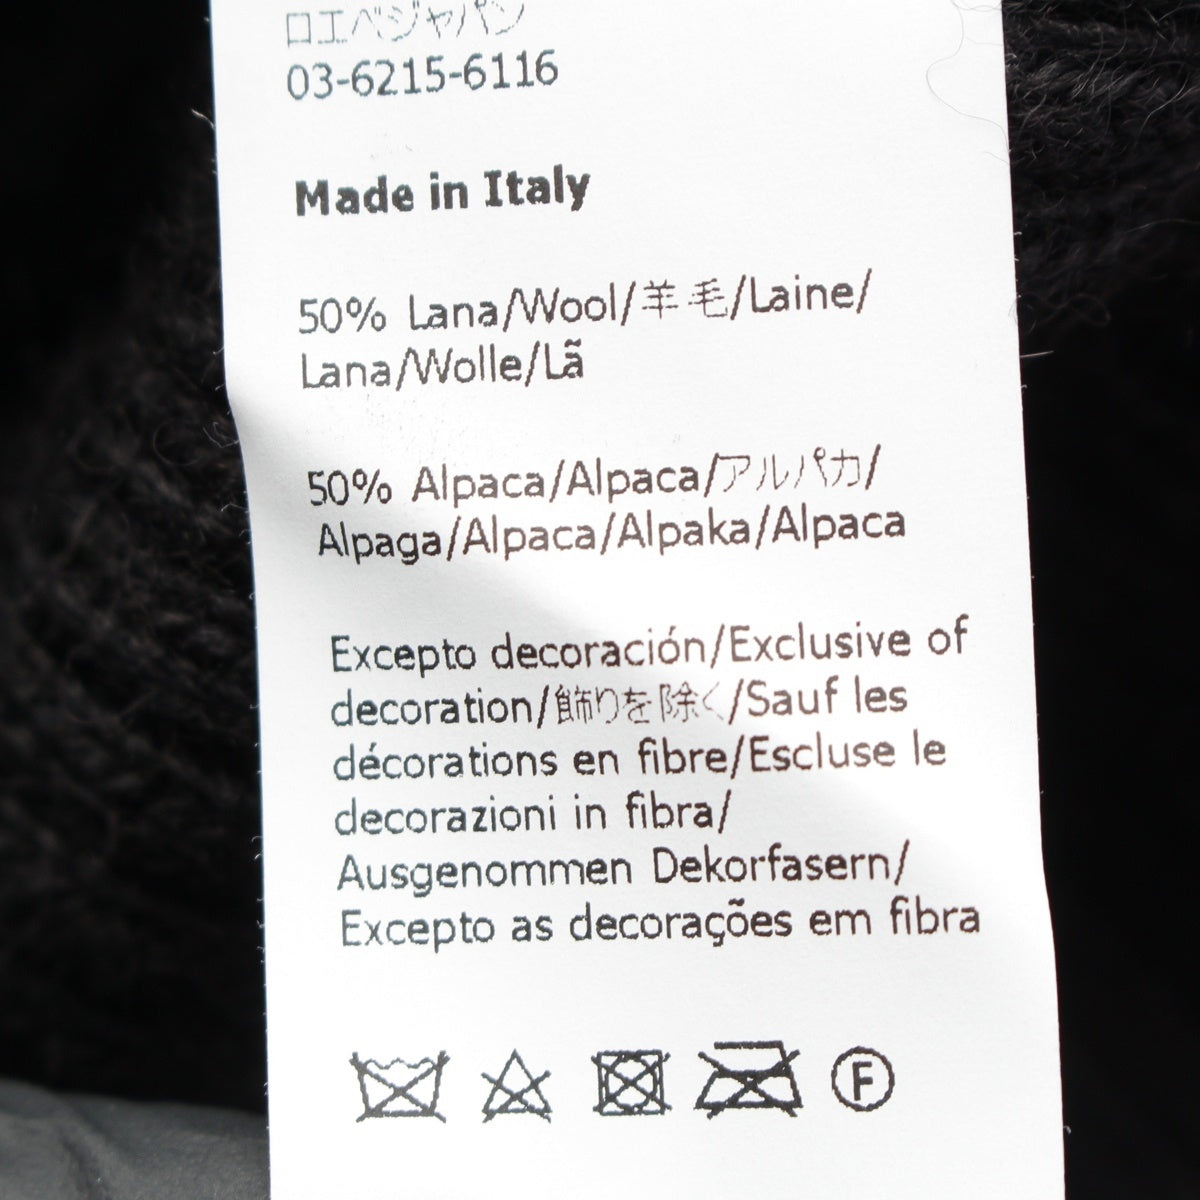 ロエベジャパン
03-6215-6116
Made in Italy
50% Lana/Wool/羊毛/Laine/
Lana/Wolle/Lã
50% Alpaca/Alpaca/アルパカ/
Alpaga/Alpaca/Alpaka/Alpaca
Excepto decoración/Exclusive of
decoration/飾りを除く/Sauf les
décorations en fibre/Escluse le
decorazioni in fibra/
Ausgenommen Dekorfasern/
Excepto as decorações em fibra
F